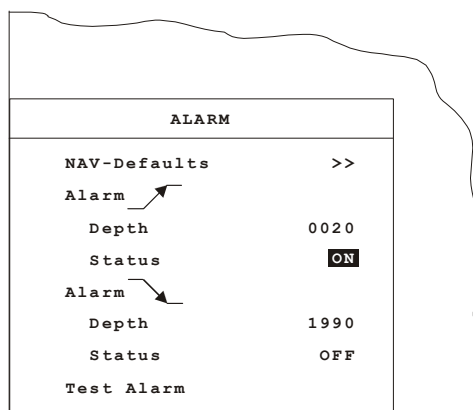 ALARM
NAV-Defaults >>
Alarm
Depth 0020
Status ON
Alarm
Depth 1990
Status OFF
Test Alarm